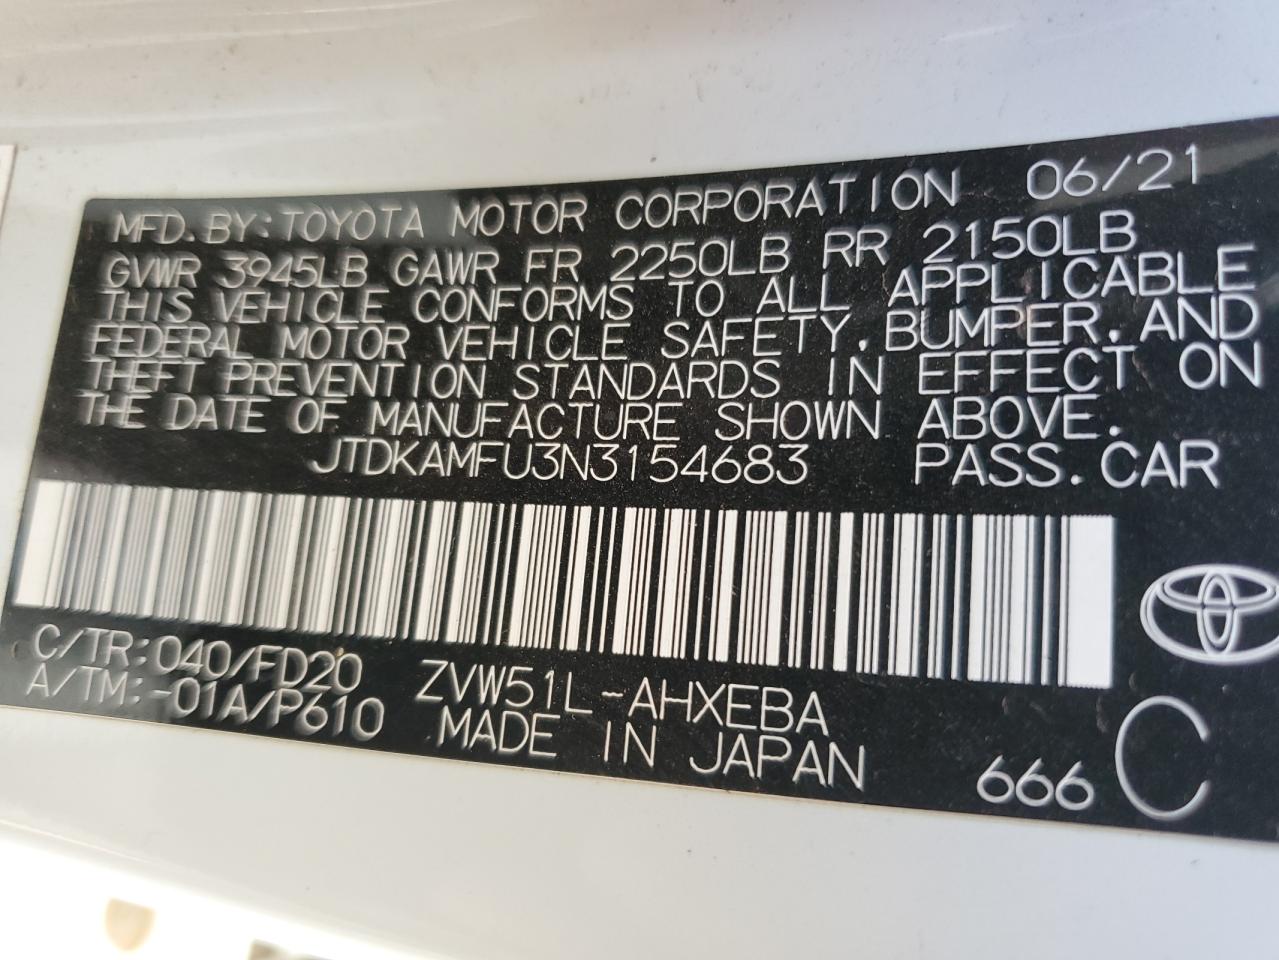 MFD. BY: TOYOTA MOTOR CORPORATION 06/21
GVWR 3945LB GAWR FR 2250LB RR 2150LB
THIS VEHICLE CONFORMS TO ALL APPLICABLE
FEDERAL MOTOR VEHICLE SAFETY, BUMPER, AND
THEFT PREVENTION STANDARDS IN EFFECT ON
THE DATE OF MANUFACTURE SHOWN ABOVE.
JTDKAMFU3N3154683 PASS. CAR
C/TR: 040/FD20 ZVW51L-AHXEBA
A/TM: -01A/P610 MADE IN JAPAN 666 C